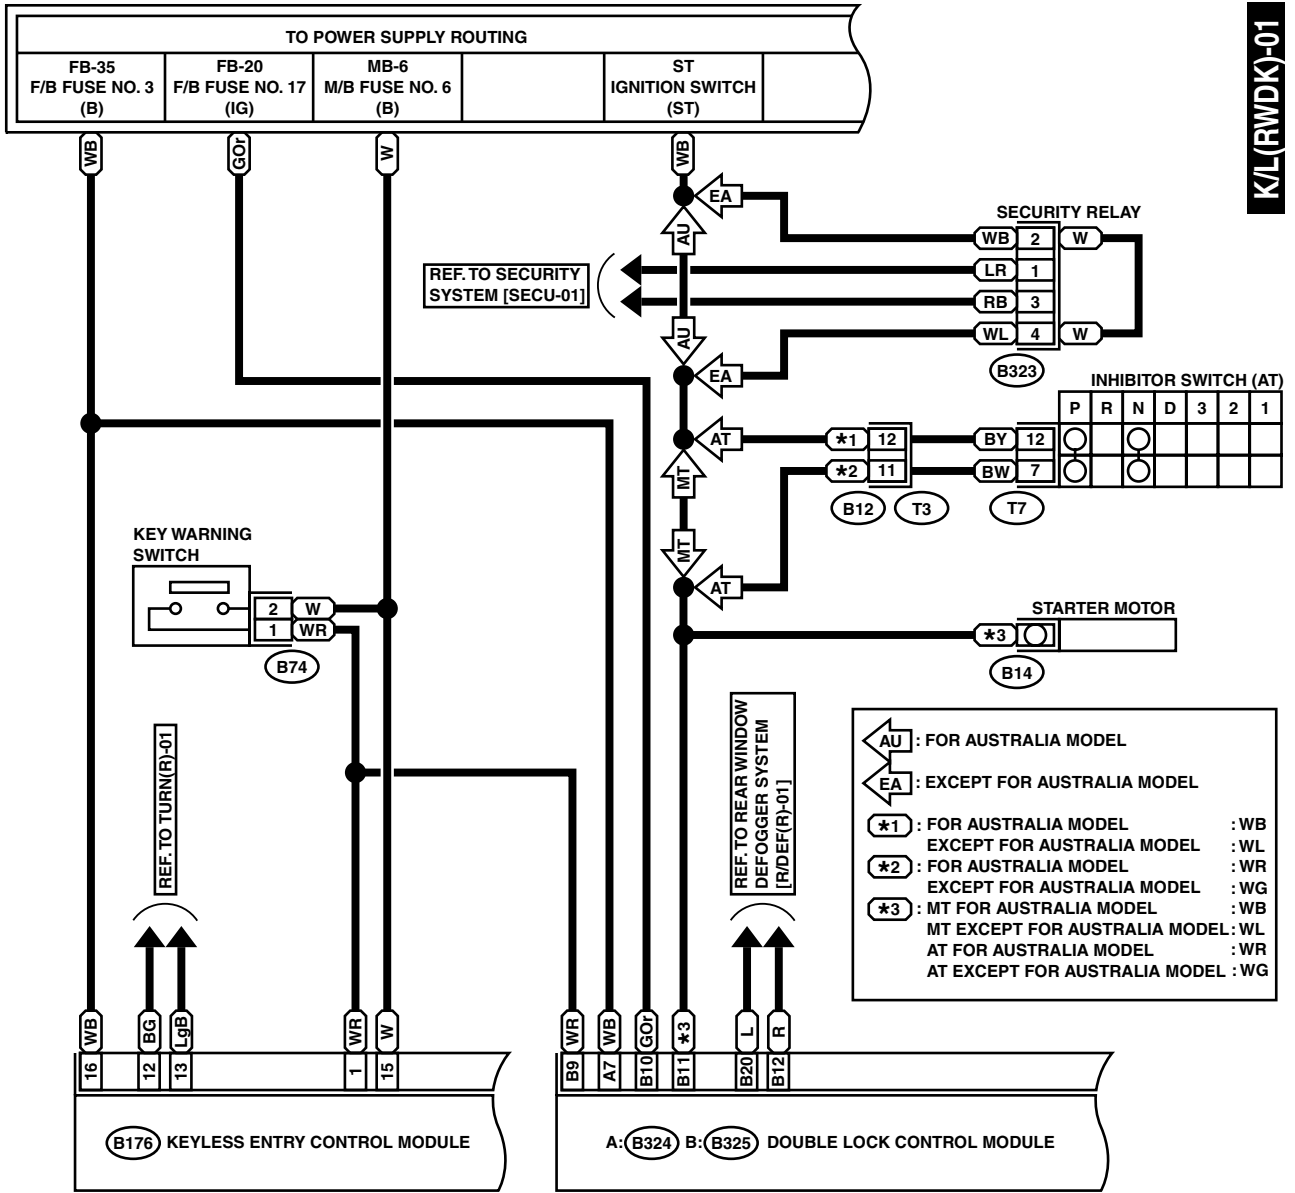 K/L(RWDK)-01
TO POWER SUPPLY ROUTING
FB-35
F/B FUSE NO. 3
(B)
FB-20
F/B FUSE NO. 17
(IG)
MB-6
M/B FUSE NO. 6
(B)
ST
IGNITION SWITCH
(ST)
WB
GOr
W
WB
EA
AU
SECURITY RELAY
WB 2 W
LR 1
RB 3
WL 4 W
B323
REF. TO SECURITY
SYSTEM [SECU-01]
AU
EA
INHIBITOR SWITCH (AT)
P R N D 3 2 1
AT
*1 12
BY 12
*2 11
BW 7
B12
T3
T7
MT
MT
AT
KEY WARNING
SWITCH
2 W
1 WR
B74
STARTER MOTOR
*3
B14
REF. TO TURN(R)-01
REF. TO REAR WINDOW
DEFOGGER SYSTEM
[R/DEF(R)-01]
AU : FOR AUSTRALIA MODEL
EA : EXCEPT FOR AUSTRALIA MODEL
*1 : FOR AUSTRALIA MODEL : WB
EXCEPT FOR AUSTRALIA MODEL : WL
*2 : FOR AUSTRALIA MODEL : WR
EXCEPT FOR AUSTRALIA MODEL : WG
*3 : MT FOR AUSTRALIA MODEL : WB
MT EXCEPT FOR AUSTRALIA MODEL : WL
AT FOR AUSTRALIA MODEL : WR
AT EXCEPT FOR AUSTRALIA MODEL : WG
WB
BG
LgB
WR
W
WR
WB
GOr
*3
L
R
16
12
13
1
15
B9
A7
B10
B11
B20
B12
B176 KEYLESS ENTRY CONTROL MODULE
A: B324 B: B325 DOUBLE LOCK CONTROL MODULE